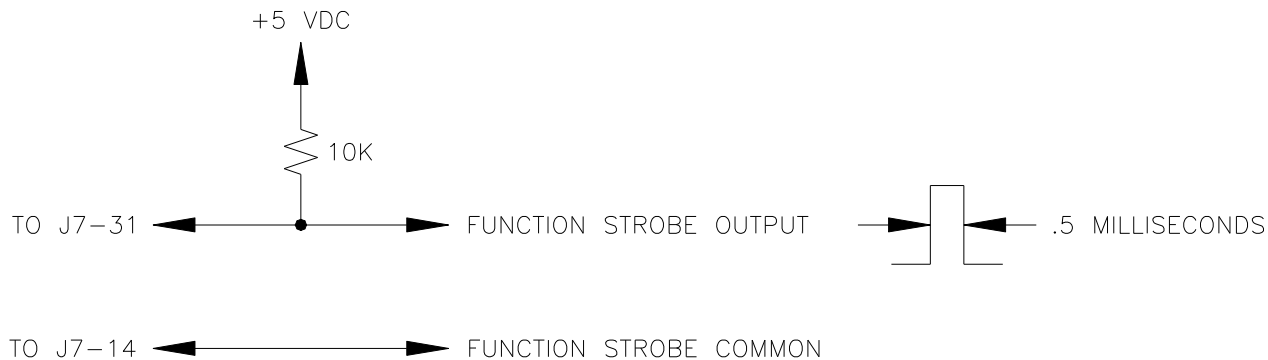 +5 VDC
10K
TO J7-31
FUNCTION STROBE OUTPUT
.5 MILLISECONDS
TO J7-14
FUNCTION STROBE COMMON